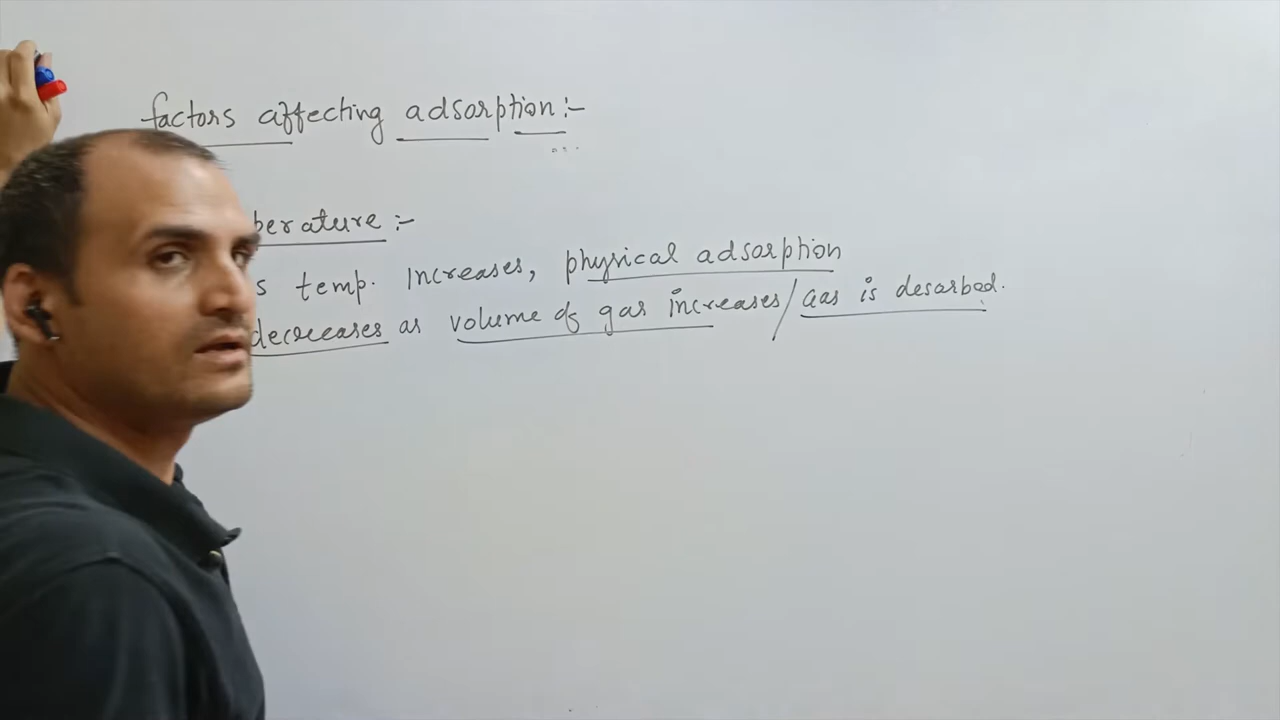 factors affecting adsorption:-
perature:-
s temp. increases, physical adsorption
decreases as volume of gas increases/gas is desorbed.